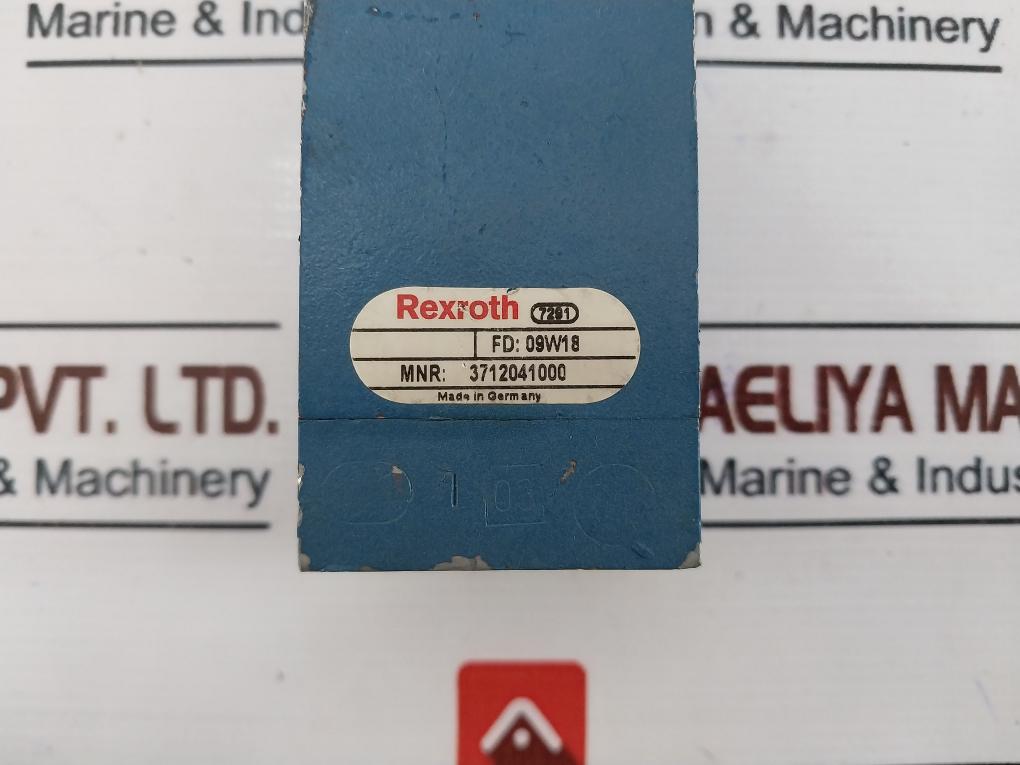 Marine & Ind
n & Machinery
Rexroth 7291
FD: 09W18
MNR: 3712041000
Made in Germany
PVT. LTD.
AELIYA MA
& Machinery
Marine & Indus
1 03